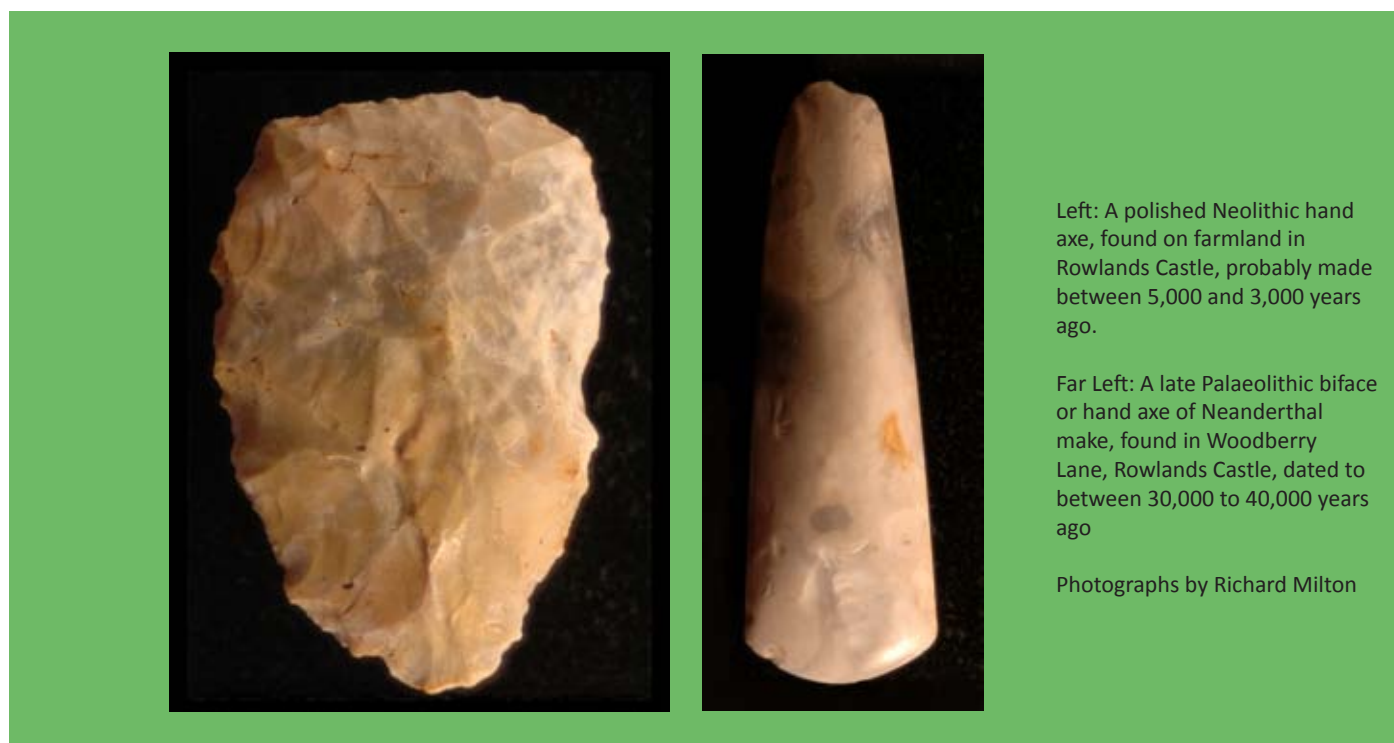 Left: A polished Neolithic hand
axe, found on farmland in
Rowlands Castle, probably made
between 5,000 and 3,000 years
ago.
Far Left: A late Palaeolithic biface
or hand axe of Neanderthal
make, found in Woodberry
Lane, Rowlands Castle, dated to
between 30,000 to 40,000 years
ago
Photographs by Richard Milton